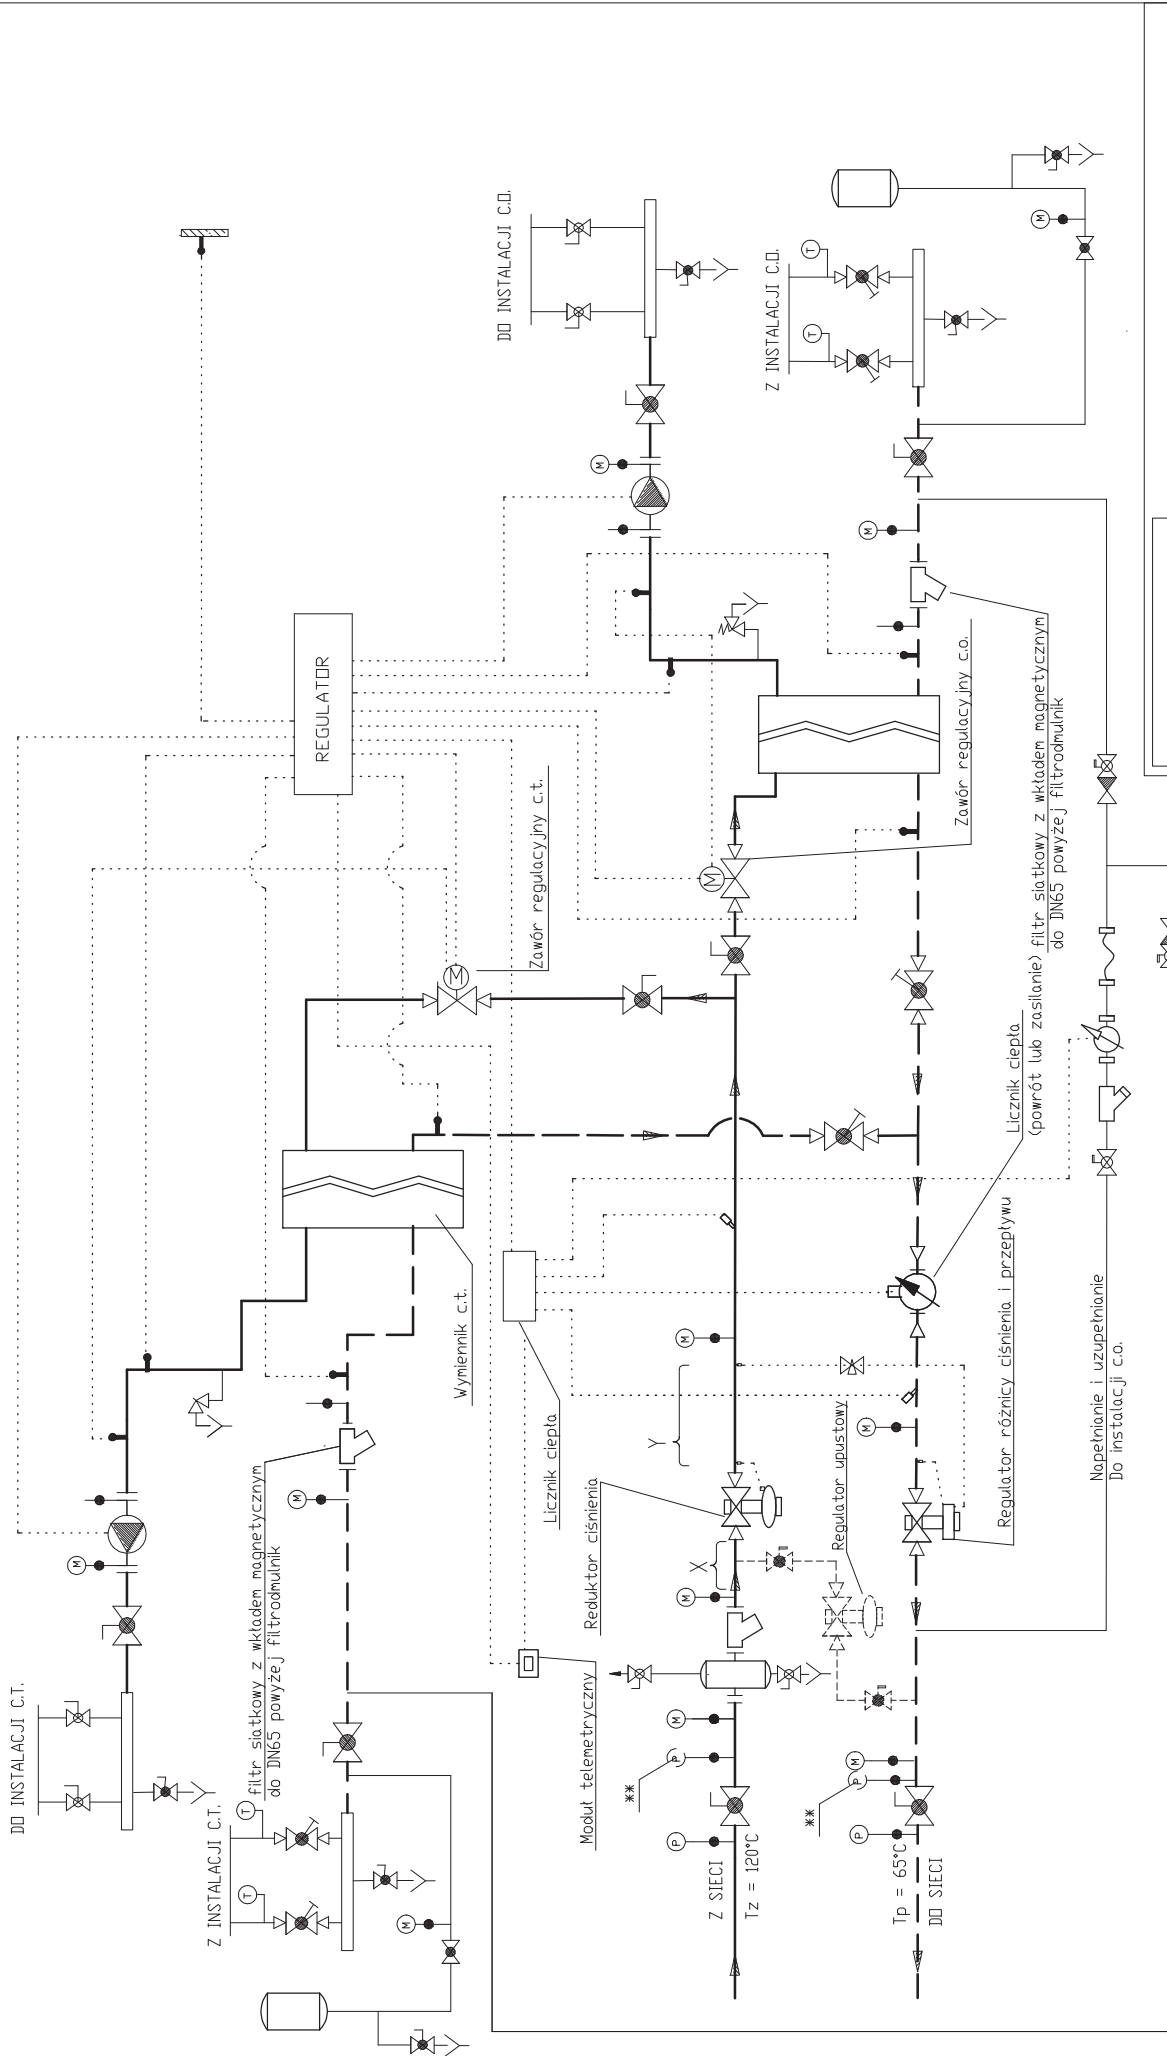 DO INSTALACJI C.T.
Z INSTALACJI C.T.
filtr siatkowy z wkładem magnetycznym
do DN65 powyżej filtrodmulnik
Wymiennik c.t.
REGULATOR
Zawór regulacyjny c.t.
Licznik ciepła
Moduł telemetryczny
Reduktor ciśnienia
DO INSTALACJI C.O.
Z INSTALACJI C.O.
Zawór regulacyjny c.o.
filtr siatkowy z wkładem magnetycznym
do DN65 powyżej filtrodmulnik
Licznik ciepła
(powrót lub zasilanie)
Regulator upustowy
Regulator różnicy ciśnienia i przepływu
Napełnianie i uzupełnianie
Do instalacji c.o.
Z SIECI
Tz = 120°C
Tp = 65°C
DO SIECI
X
Y
**
**
M
M
M
M
M
M
M
M
M
M
M
M
M
M
T
T
T
T
P
P
P
P